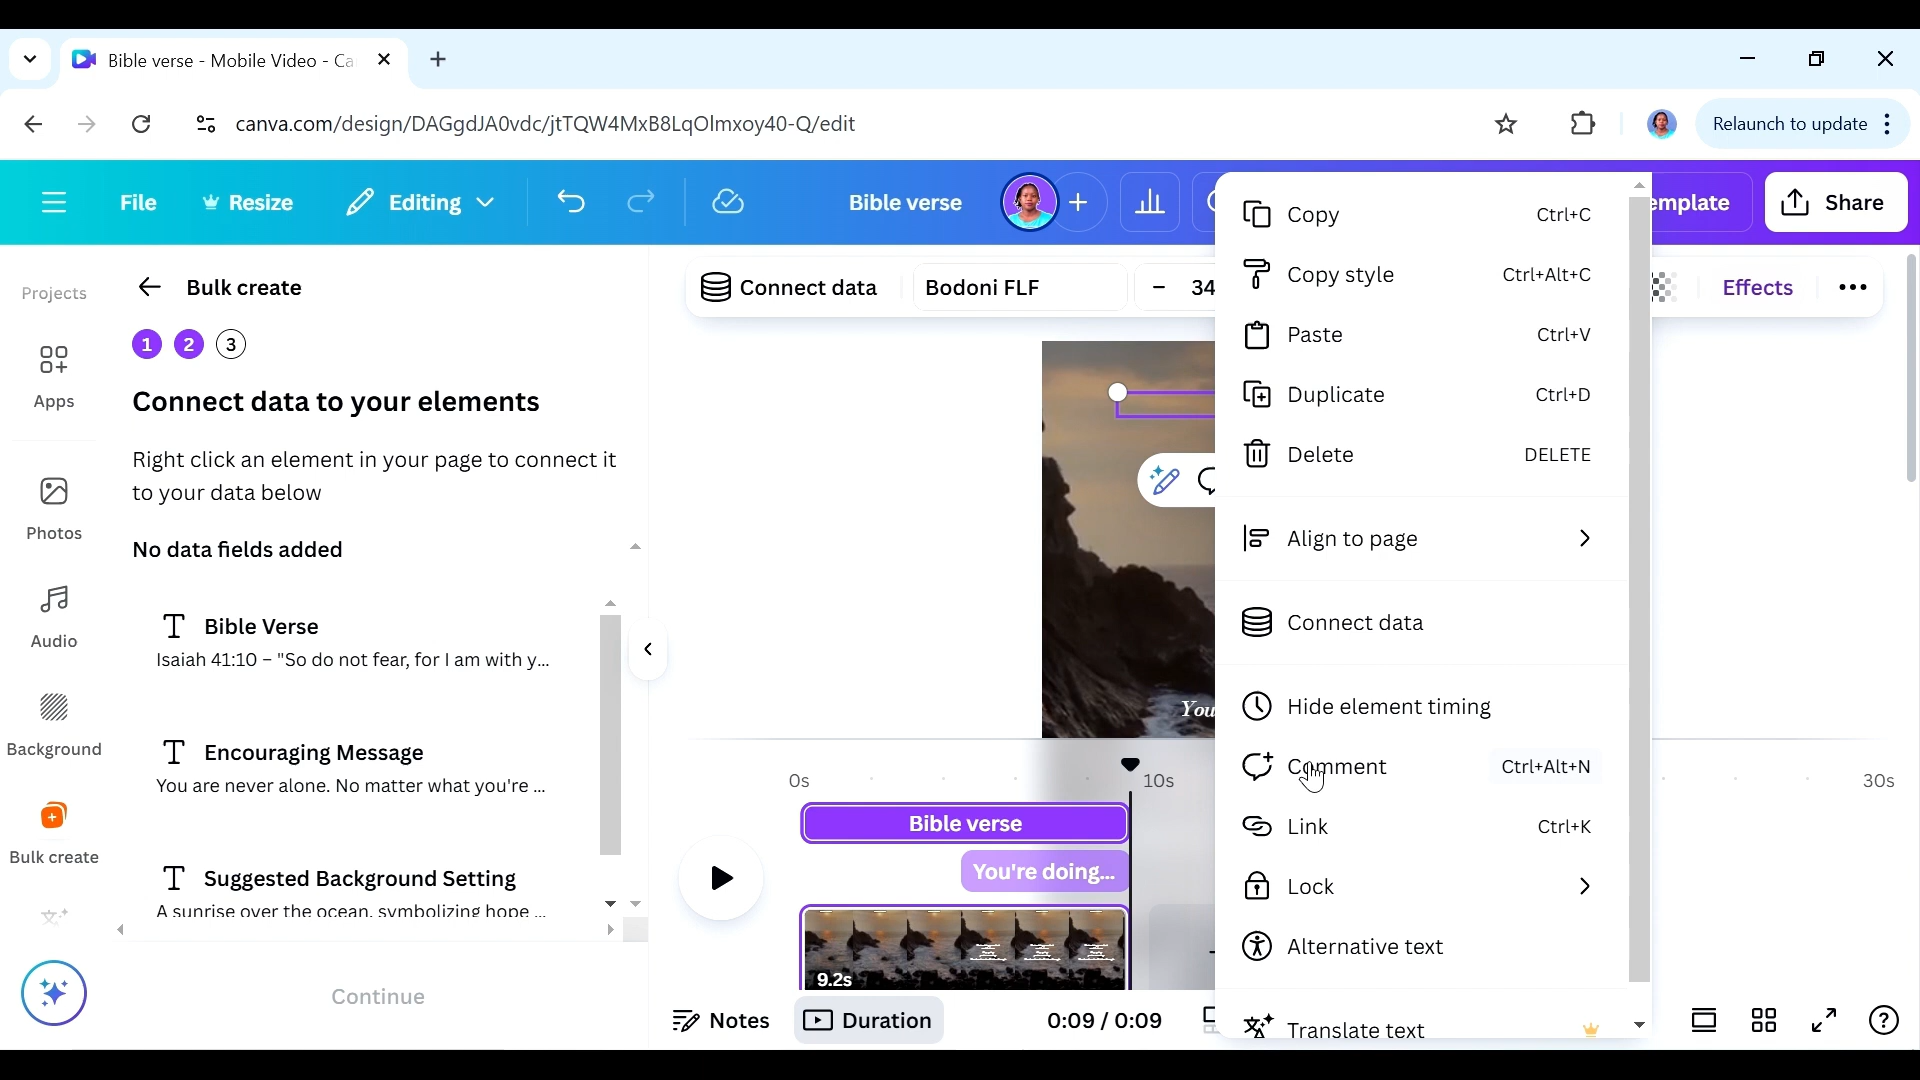 Bible verse - Mobile Video - Ca
canva.com/design/DAGgdJA0vdc/jtTQW4MxB8LqOImxoy40-Q/edit
Relaunch to update
File
Resize
Editing
Bible verse
emplate
Share
Projects
Apps
Photos
Audio
Background
Bulk create
Bulk create
1 2 3
Connect data to your elements
Right click an element in your page to connect it
to your data below
No data fields added
Bible Verse
Isaiah 41:10 – "So do not fear, for I am with y...
Encouraging Message
You are never alone. No matter what you're ...
Suggested Background Setting
A sunrise over the ocean, symbolizing hope ...
Continue
Connect data
Bodoni FLF
34
Effects
Copy Ctrl+C
Copy style Ctrl+Alt+C
Paste Ctrl+V
Duplicate Ctrl+D
Delete DELETE
Align to page
Connect data
Hide element timing
Comment Ctrl+Alt+N
Link Ctrl+K
Lock
Alternative text
Translate text
You
0s
10s
30s
Bible verse
You're doing...
9.2s
Notes
Duration
0:09 / 0:09